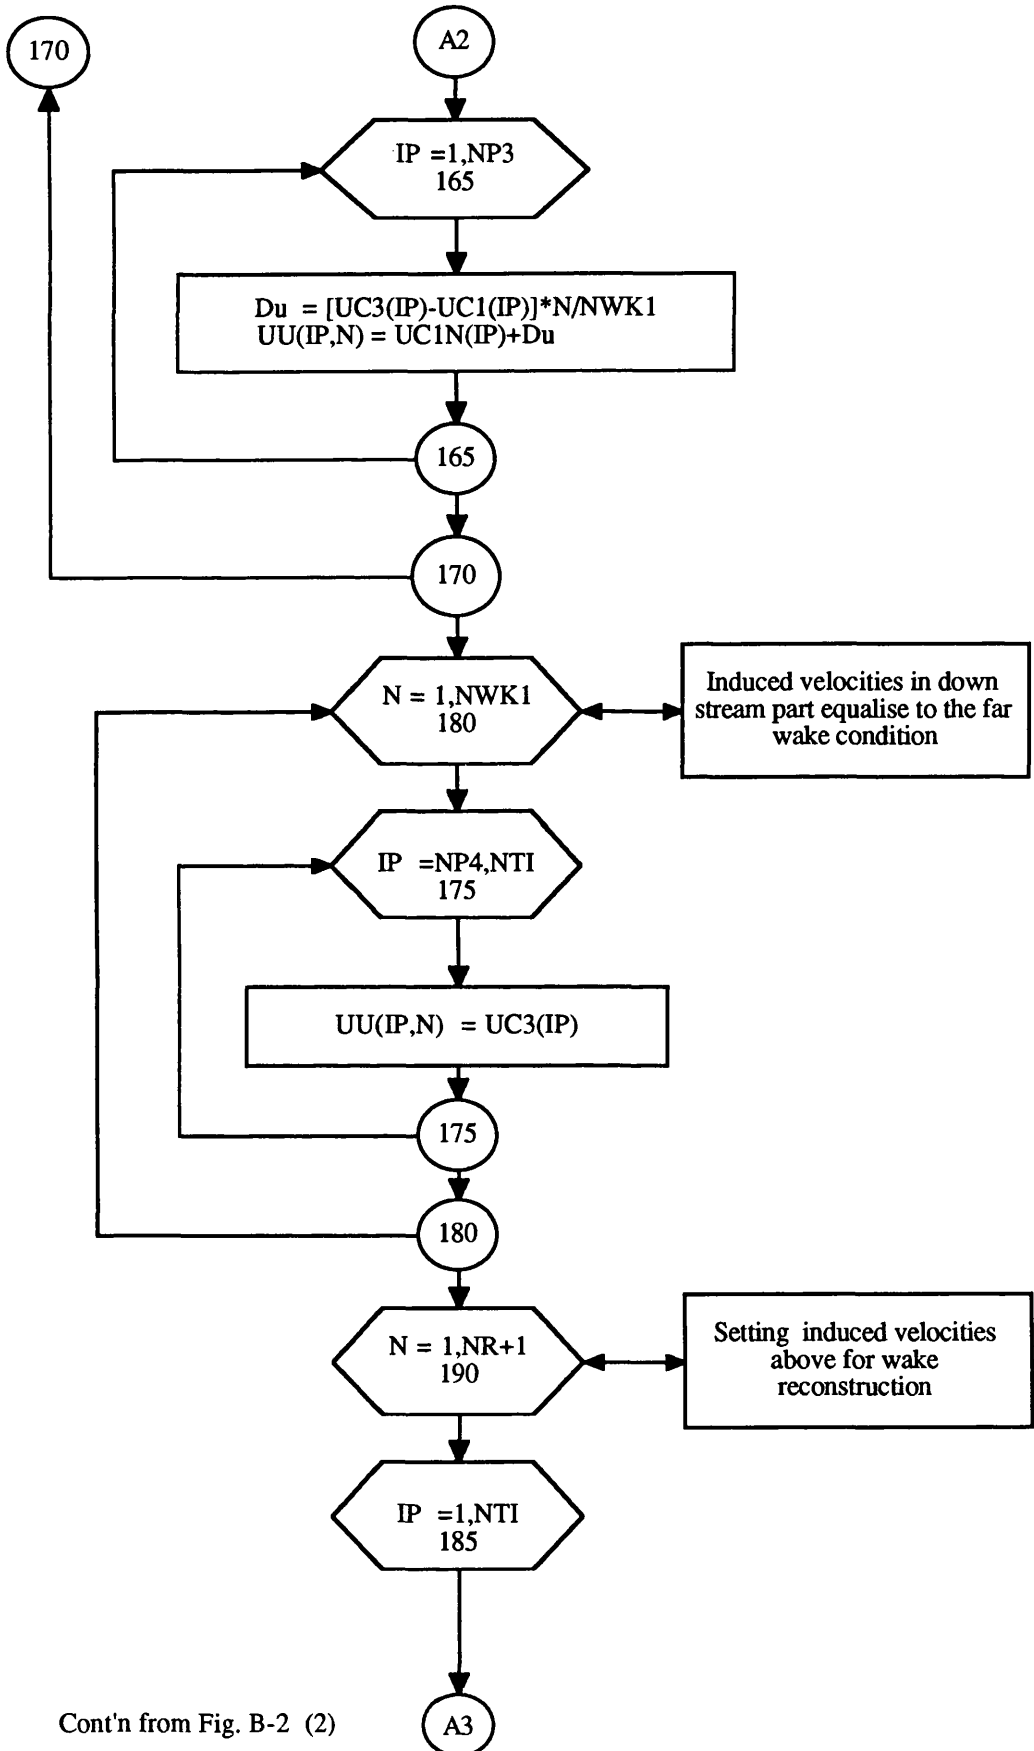 170
A2
IP =1,NP3
165
Du = [UC3(IP)-UC1(IP)]*N/NWK1
UU(IP,N) = UC1N(IP)+Du
165
170
N = 1,NWK1
180
Induced velocities in down
stream part equalise to the far
wake condition
IP =NP4,NTI
175
UU(IP,N) = UC3(IP)
175
180
N = 1,NR+1
190
Setting induced velocities
above for wake
reconstruction
IP =1,NTI
185
Cont'n from Fig. B-2 (2)
A3